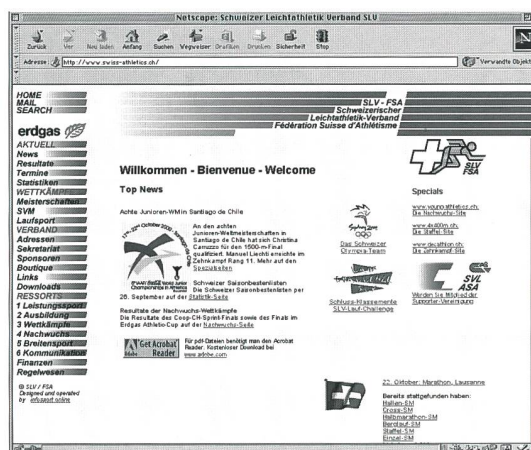 Netscape: Schweizer Leichtathletik Verband SLV
Zurück Vor Neu laden Anfang Suchen Wegweiser Grafiken Drucken Sicherheit Stop
Adresse: http://www.swiss-athletics.ch/
Verwandte Objekt
HOME
MAIL
SEARCH
erdgas
AKTUELL
News
Resultate
Termine
Statistiken
WETTKÄMPFE
Meisterschaften
SVM
Laufsport
VERBAND
Adressen
Sekretariat
Sponsoren
Boutique
Links
Downloads
RESSORTS
1 Leistungssport
2 Ausbildung
3 Wettkämpfe
4 Nachwuchs
5 Breitensport
6 Kommunikation
Finanzen
Regelwesen
© SLV / FSA
Designed and operated
by infosport online
SLV - FSA
Schweizerischer
Leichtathletik-Verband
Fédération Suisse d'Athlétisme
Willkommen - Bienvenue - Welcome
Top News
Achte Junioren-WM in Santiago de Chile
An den achten
Junioren-Weltmeisterschaften in
Santiago de Chile hat sich Christina
Carruzzo für den 1500-m-Final
qualifiziert. Manuel Liechti erreichte im
Zehnkampf Rang 11. Mehr auf den
Spezialseiten
Schweizer Saisonbestenlisten
Die Schweizer Saisonbestenlisten per
26. September auf der Statistik-Seite
Resultate der Nachwuchs-Wettkämpfe
Die Resultate des Coop-CH-Sprint-Finals sowie des Finals im
Erdgas Athletic-Cup auf der Nachwuchs-Seite
Get Acrobat
Reader
Adobe
Für pdf-Dateien benötigt man den Acrobat
Reader. Kostenloser Download bei
www.adobe.com
Sydney 2000
Das Schweizer
Olympia-Team
Schluss-Klassemente
SLV-Lauf-Challenge
SLV
FSA
Specials
www.youngathletics.ch:
Die Nachwuchs-Site
www.4x400m.ch:
Die Staffel-Site
www.decathlon.ch:
Die Zehnkampf-Site
SVL
ASA
Werden Sie Mitglied der
Supporter-Vereinigung
22. Oktober: Marathon, Lausanne
Bereits stattgefunden haben:
Hallen-SM
Cross-SM
Halbmarathon-SM
Berglauf-SM
Staffel-SM
Einzel-SM